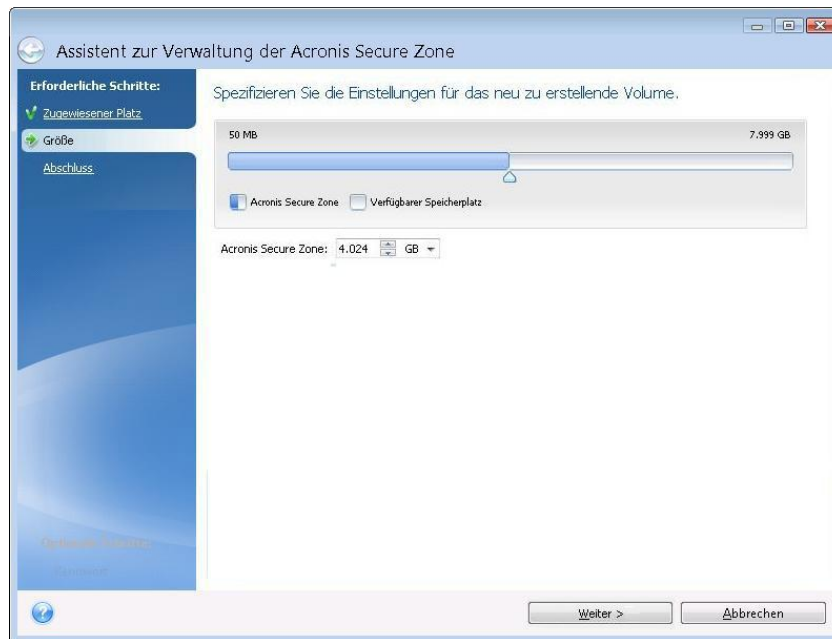 Assistent zur Verwaltung der Acronis Secure Zone
Erforderliche Schritte:
Zugewiesener Platz
Größe
Abschluss
Spezifizieren Sie die Einstellungen für das neu zu erstellende Volume.
50 MB
7.999 GB
Acronis Secure Zone
Verfügbarer Speicherplatz
Acronis Secure Zone: 4.024 GB
?
Weiter >
Abbrechen